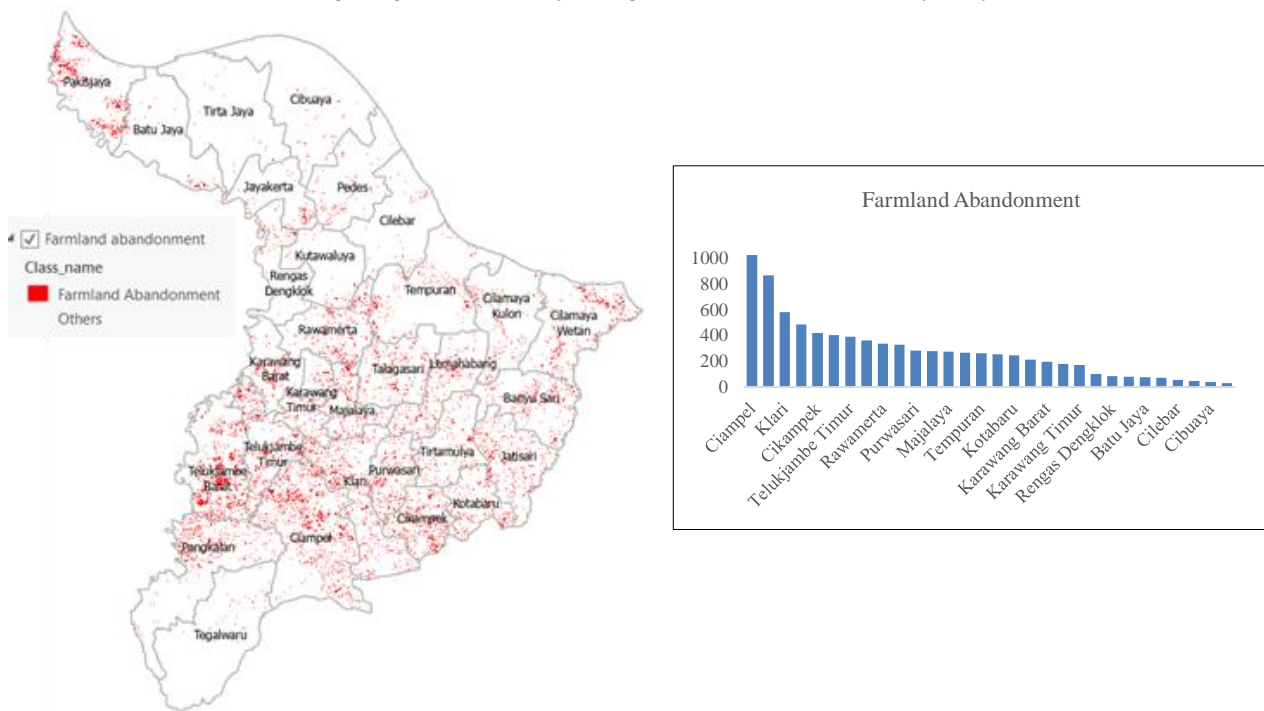 Pakisjaya
Batu Jaya
Tirta Jaya
Cibuaya
Jayakerta
Pedes
Cilebar
Farmland abandonment
Class_name
Farmland Abandonment
Others
Kutawaluya
Rengas
Dengklok
Tempuran
Cilamaya
Kulon
Cilamaya
Wetan
Rawamerta
Karawang
Barat
Karawang
Timur
Majalaya
Talagasari
Lemahabang
Banyu Sari
Telukjambe
Timur
Telukjambe
Barat
Klari
Purwasari
Tirtamulya
Jatisari
Kotabaru
Cikampek
Pangkalan
Ciampel
Tegalwaru
Farmland Abandonment
1000
800
600
400
200
0
Ciampel
Klari
Cikampek
Telukjambe Timur
Rawamerta
Purwasari
Majalaya
Tempuran
Kotabaru
Karawang Barat
Karawang Timur
Rengas Dengklok
Batu Jaya
Cilebar
Cibuaya